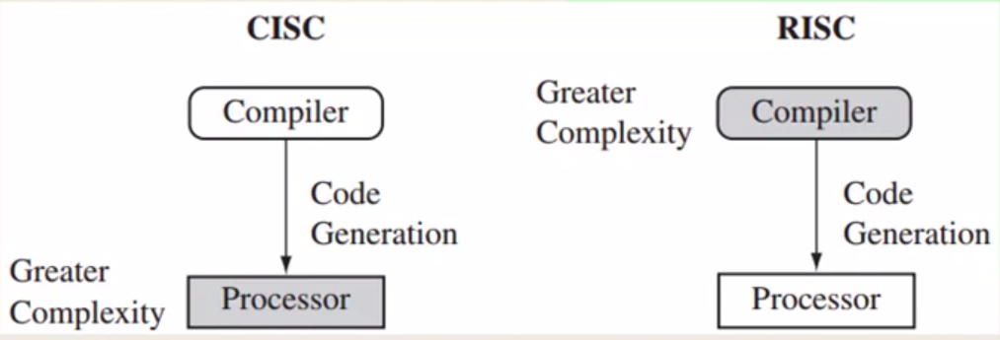 CISC
Compiler
Code
Generation
Greater
Complexity
Processor
RISC
Greater
Complexity
Compiler
Code
Generation
Processor